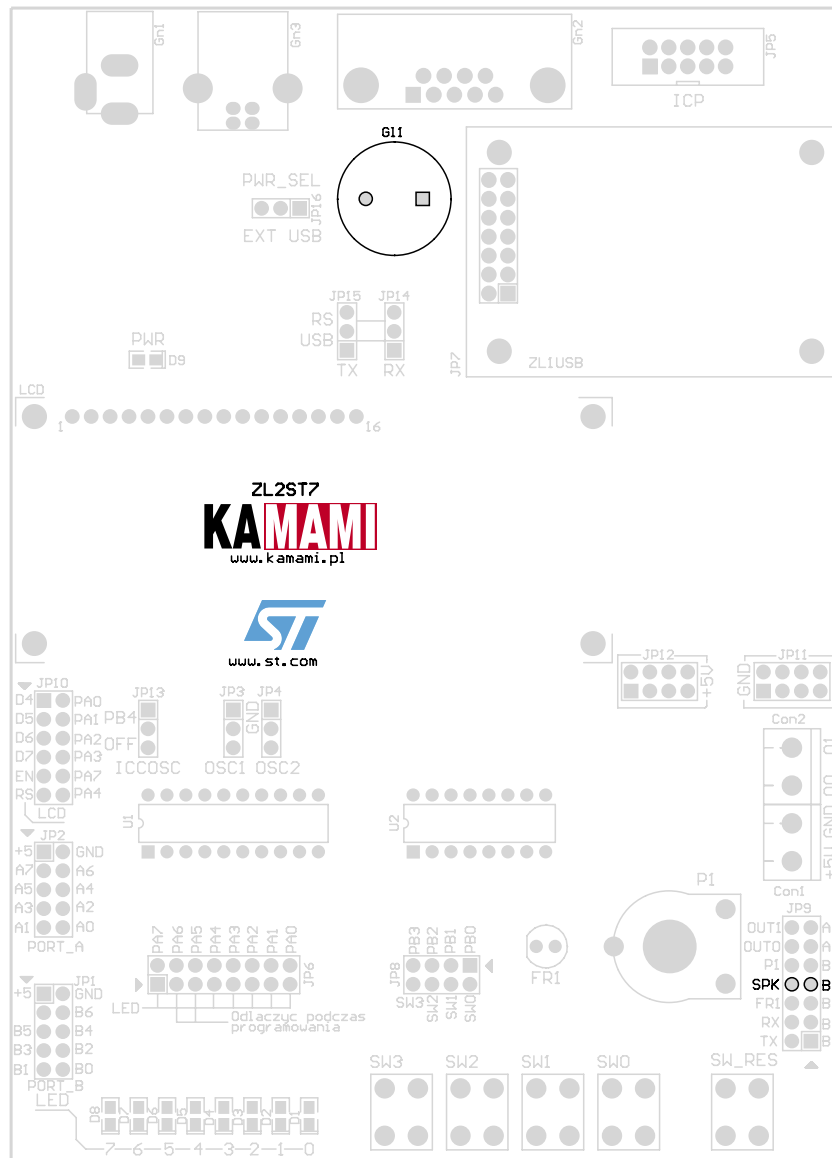 Gn1
Gn3
Gn2
JP5
ICP
Gl1
PWR_SEL
JP16
EXT USB
JP15 JP14
RS
USB
TX RX
JP7
ZL1USB
PWR
D9
LCD
1 16
ZL2ST7
KAMAMI
www.kamami.pl
ST
www.st.com
JP12
+5V
JP11
GND
JP10
D4 PA0
D5 PA1
D6 PA2
D7 PA3
EN PA7
RS PA4
LCD
JP13
PB4
OFF
ICCOSC
JP3 JP4
GND
OSC1 OSC2
Con2
O1
O0
GND
+5V
Con1
U1
U2
JP2
+5 GND
A7 A6
A5 A4
A3 A2
A1 A0
PORT_A
PA7 PA6 PA5 PA4 PA3 PA2 PA1 PA0
JP6
LED
Odlaczyc podczas
programowania
PB3 PB2 PB1 PB0
JP8
SW3 SW2 SW1 SW0
FR1
P1
JP9
OUT1 A
OUT0 A
P1 B
SPK B
FR1 B
RX B
TX B
JP1
+5 GND
B6
B5 B4
B3 B2
B1 B0
PORT_B
LED
D8 D7 D6 D5 D4 D3 D2 D1
7 6 5 4 3 2 1 0
SW3 SW2 SW1 SW0 SW_RES